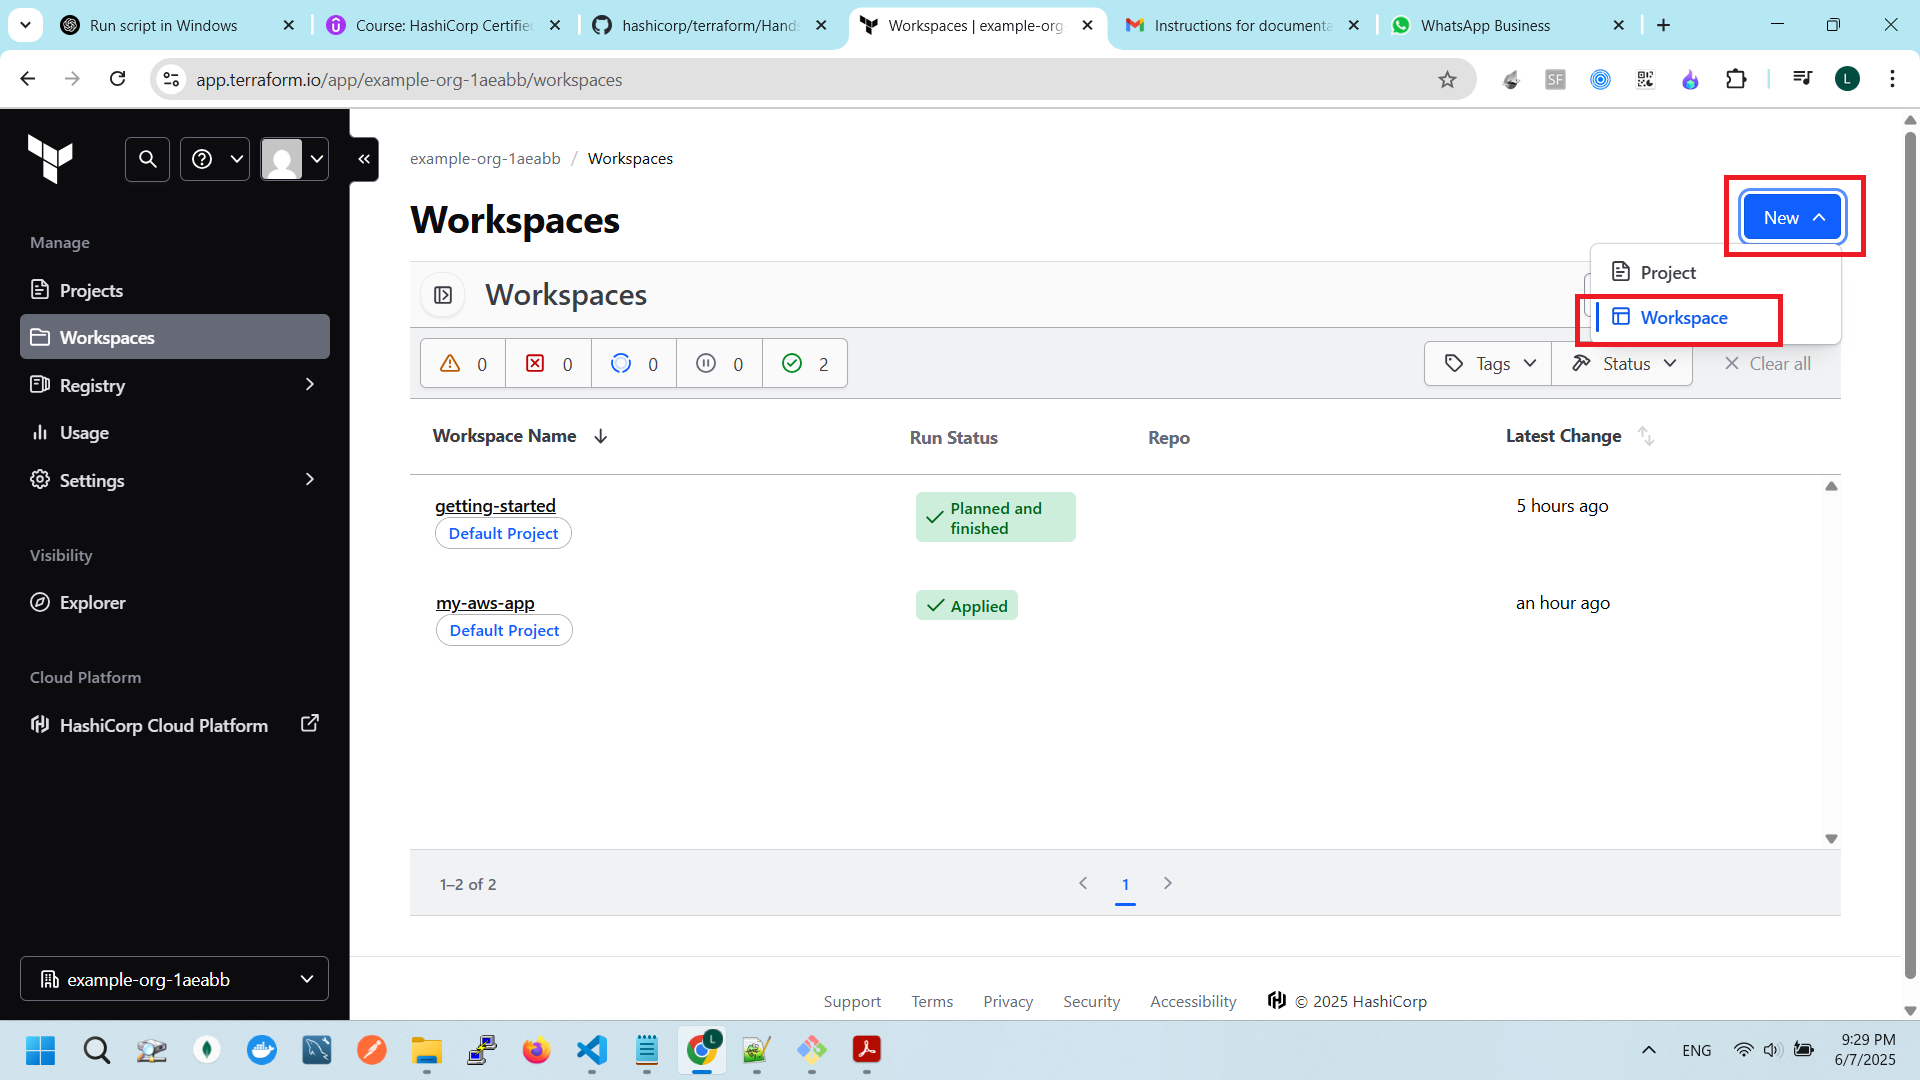 Run script in Windows
Course: HashiCorp Certifie
hashicorp/terraform/Hands
Workspaces | example-org-
Instructions for documenta
WhatsApp Business
app.terraform.io/app/example-org-1aeabb/workspaces
SF
L
example-org-1aeabb / Workspaces
Workspaces
New
Project
Workspace
Manage
Projects
Workspaces
Registry
Usage
Settings
Visibility
Explorer
Cloud Platform
HashiCorp Cloud Platform
example-org-1aeabb
Workspaces
0 0 0 0 2
Tags Status Clear all
Workspace Name Run Status Repo Latest Change
getting-started
Default Project
Planned and
finished
5 hours ago
my-aws-app
Default Project
Applied
an hour ago
1–2 of 2
1
Support Terms Privacy Security Accessibility © 2025 HashiCorp
L
ENG
9:29 PM
6/7/2025